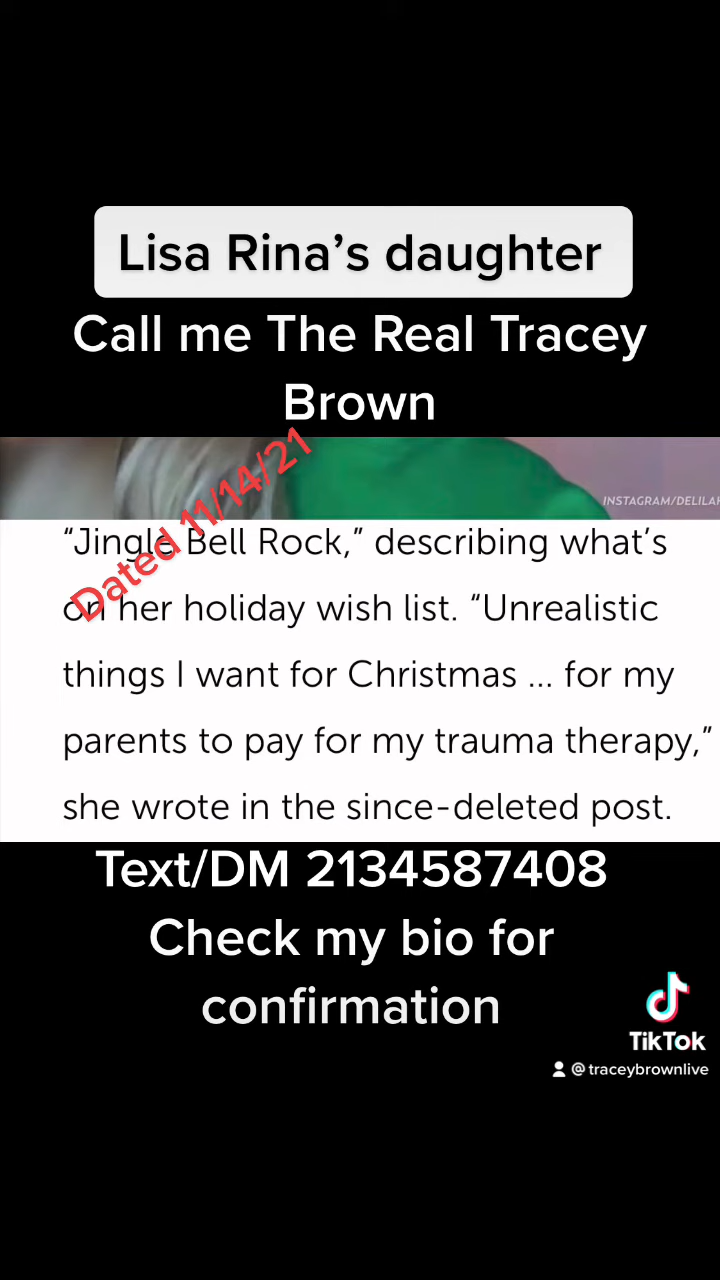 Lisa Rina’s daughter
Call me The Real Tracey
Brown
INSTAGRAM/DELILAH
Dated 11/14/21
“Jingle Bell Rock,” describing what’s
on her holiday wish list. “Unrealistic
things I want for Christmas ... for my
parents to pay for my trauma therapy,”
she wrote in the since-deleted post.
Text/DM 2134587408
Check my bio for
confirmation
TikTok
@traceybrownlive